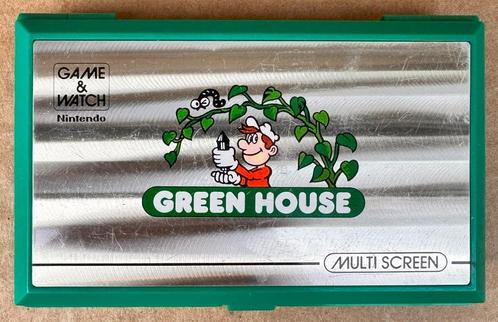 GAME
&
WATCH
Nintendo
GREEN HOUSE
MULTI SCREEN